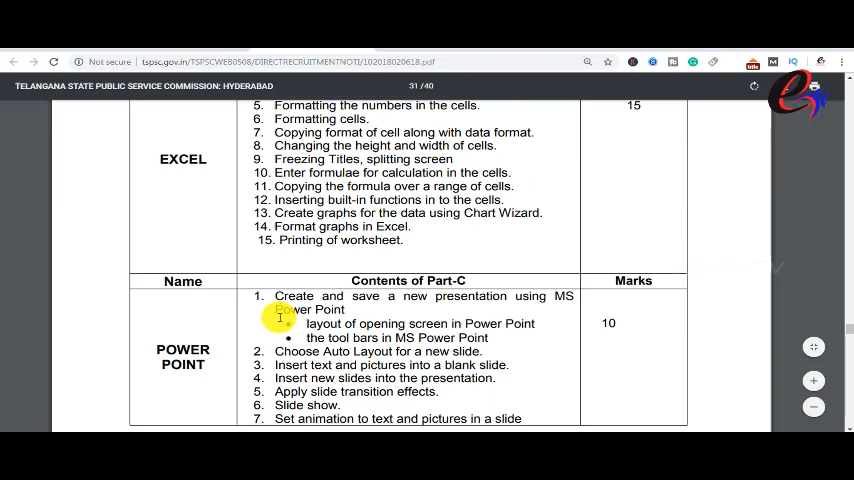 Not secure | tspsc.gov.in/TSPSCWEB0508/DIRECTRECRUITMENTNOTI/102018020618.pdf
TELANGANA STATE PUBLIC SERVICE COMMISSION: HYDERABAD
31 / 40
EXCEL
5. Formatting the numbers in the cells.
6. Formatting cells.
7. Copying format of cell along with data format.
8. Changing the height and width of cells.
9. Freezing Titles, splitting screen
10. Enter formulae for calculation in the cells.
11. Copying the formula over a range of cells.
12. Inserting built-in functions in to the cells.
13. Create graphs for the data using Chart Wizard.
14. Format graphs in Excel.
15. Printing of worksheet.
15
Name Contents of Part-C Marks
POWER
POINT
1. Create and save a new presentation using MS
Power Point
• layout of opening screen in Power Point
• the tool bars in MS Power Point
2. Choose Auto Layout for a new slide.
3. Insert text and pictures into a blank slide.
4. Insert new slides into the presentation.
5. Apply slide transition effects.
6. Slide show.
7. Set animation to text and pictures in a slide
10